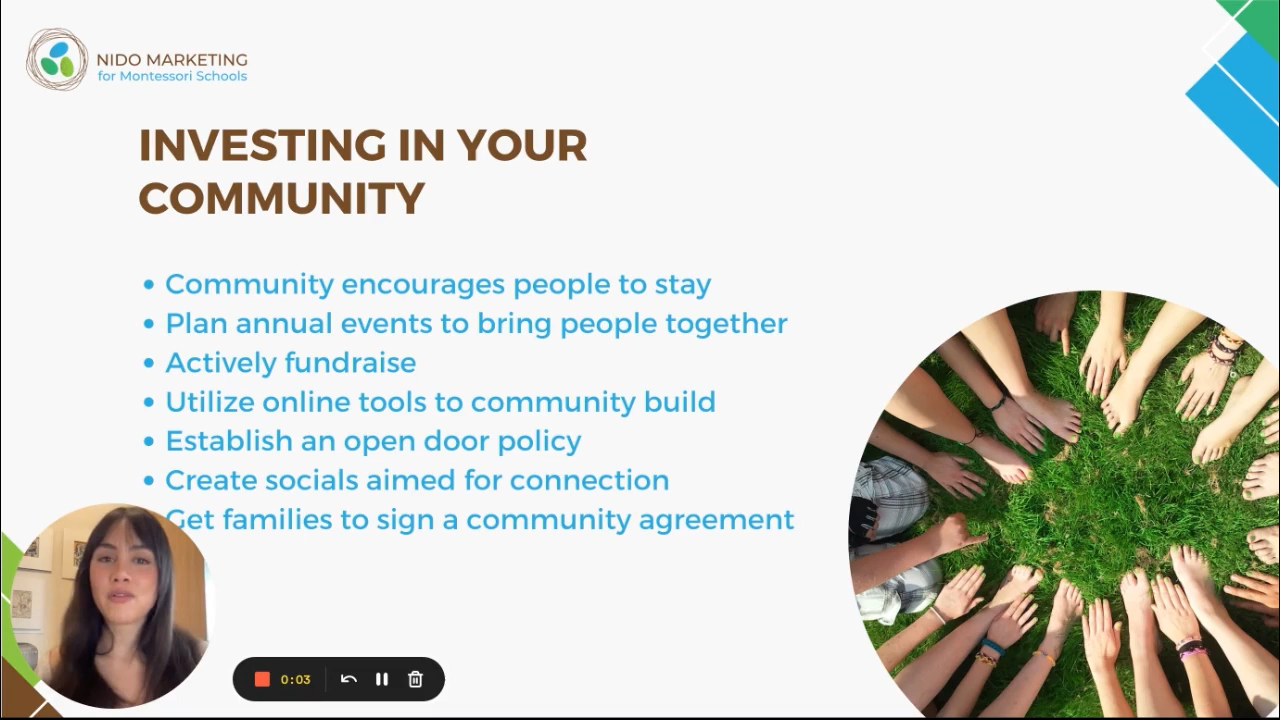 NIDO MARKETING
for Montessori Schools
INVESTING IN YOUR
COMMUNITY
• Community encourages people to stay
• Plan annual events to bring people together
• Actively fundraise
• Utilize online tools to community build
• Establish an open door policy
• Create socials aimed for connection
Get families to sign a community agreement
0:03